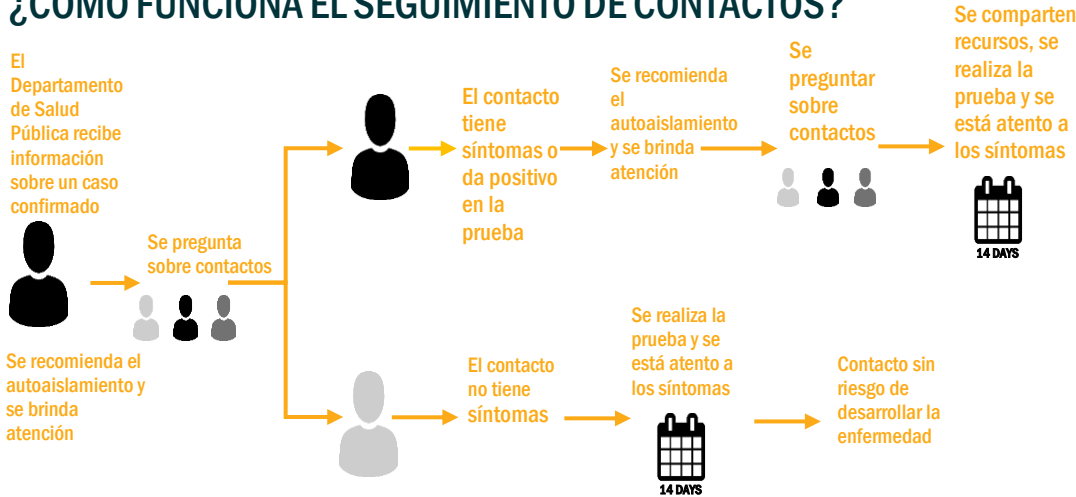 ¿CÓMO FUNCIONA EL SEGUIMIENTO DE CONTACTOS?
El
Departamento
de Salud
Pública recibe
información
sobre un caso
confirmado
Se recomienda el
autoaislamiento y
se brinda
atención
Se pregunta
sobre contactos
El contacto
tiene
síntomas o
da positivo
en la
prueba
Se recomienda
el
autoaislamiento
y se brinda
atención
Se
preguntar
sobre
contactos
Se comparten
recursos, se
realiza la
prueba y se
está atento a
los síntomas
14 DAYS
El contacto
no tiene
síntomas
Se realiza la
prueba y se
está atento a
los síntomas
14 DAYS
Contacto sin
riesgo de
desarrollar la
enfermedad